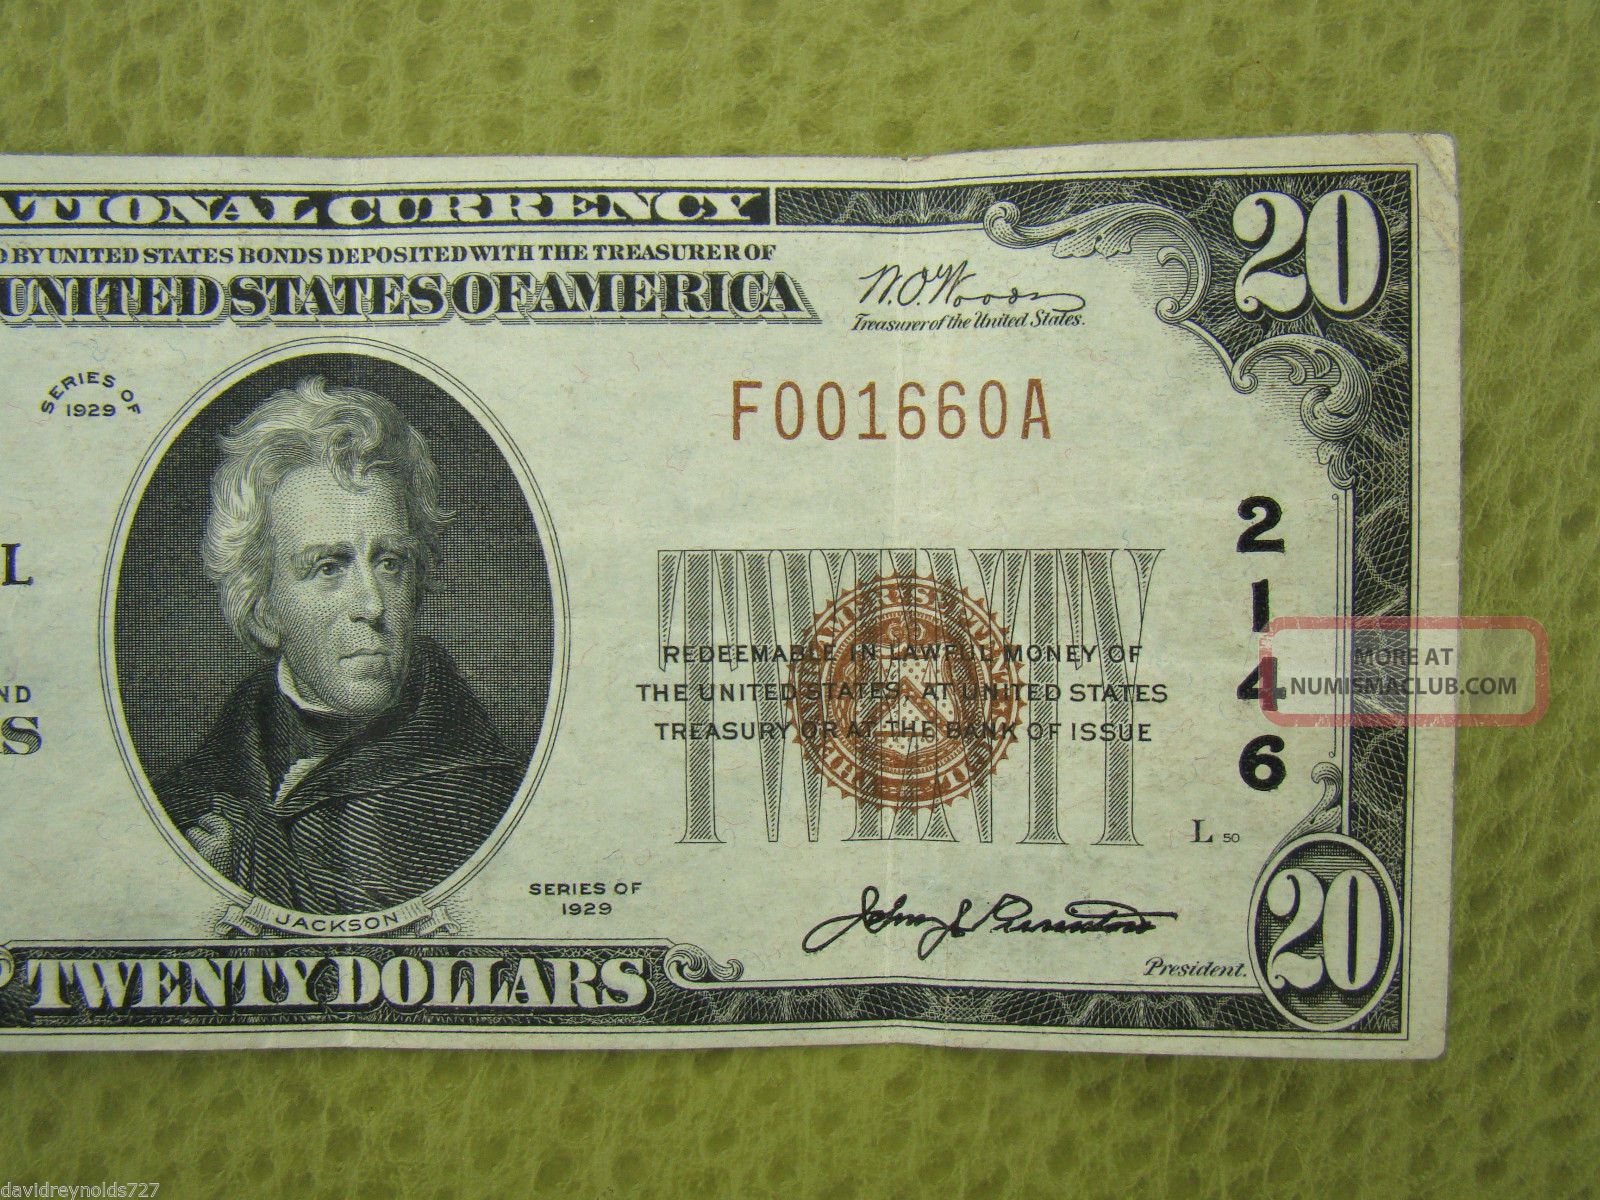 ATIONAL CURRENCY
D BY UNITED STATES BONDS DEPOSITED WITH THE TREASURER OF
UNITED STATES OF AMERICA
W.O. Woods
Treasurer of the United States.
20
SERIES OF
1929
F001660A
L
2
1
4
6
TWENTY
REDEEMABLE IN LAWFUL MONEY OF
THE UNITED STATES AT UNITED STATES
TREASURY OR AT THE BANK OF ISSUE
MORE AT
NUMISMACLUB.COM
ND
S
L 50
JACKSON
SERIES OF
1929
President.
20
TWENTY DOLLARS
davidreynolds727